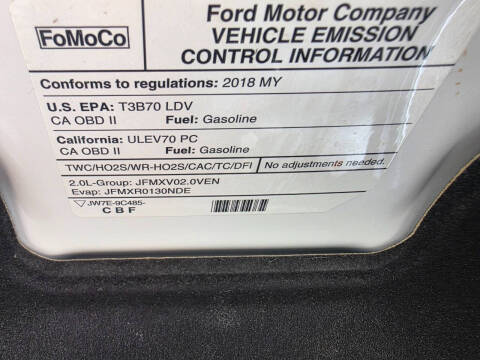 FoMoCo
Ford Motor Company
VEHICLE EMISSION
CONTROL INFORMATION
Conforms to regulations: 2018 MY
U.S. EPA: T3B70 LDV
CA OBD II Fuel: Gasoline
California: ULEV70 PC
CA OBD II Fuel: Gasoline
TWC/HO2S/WR-HO2S/CAC/TC/DFI No adjustments needed.
2.0L-Group: JFMXV02.0VEN
Evap: JFMXR0130NDE
JW7E-9C485-
CBF